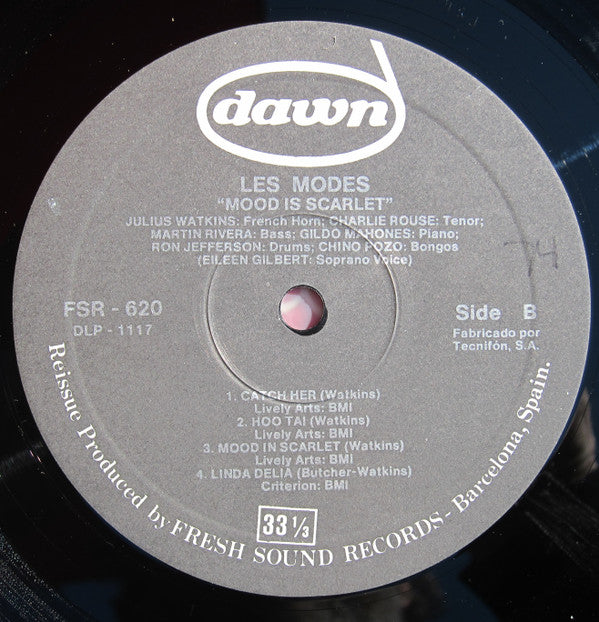 dawn
LES MODES
"MOOD IS SCARLET"
JULIUS WATKINS: French Horn; CHARLIE ROUSE: Tenor;
MARTIN RIVERA: Bass; GILDO MAHONES: Piano;
RON JEFFERSON: Drums; CHINO POZO: Bongos
(EILEEN GILBERT: Soprano Voice)
74
FSR - 620
DLP - 1117
Side B
Fabricado por
Tecnifón, S.A.
1. CATCH HER (Watkins)
Lively Arts: BMI
2. HOO TAI (Watkins)
Lively Arts: BMI
3. MOOD IN SCARLET (Watkins)
Lively Arts: BMI
4. LINDA DELIA (Butcher-Watkins)
Criterion: BMI
33 1/3
Reissue Produced by FRESH SOUND RECORDS - Barcelona, Spain.